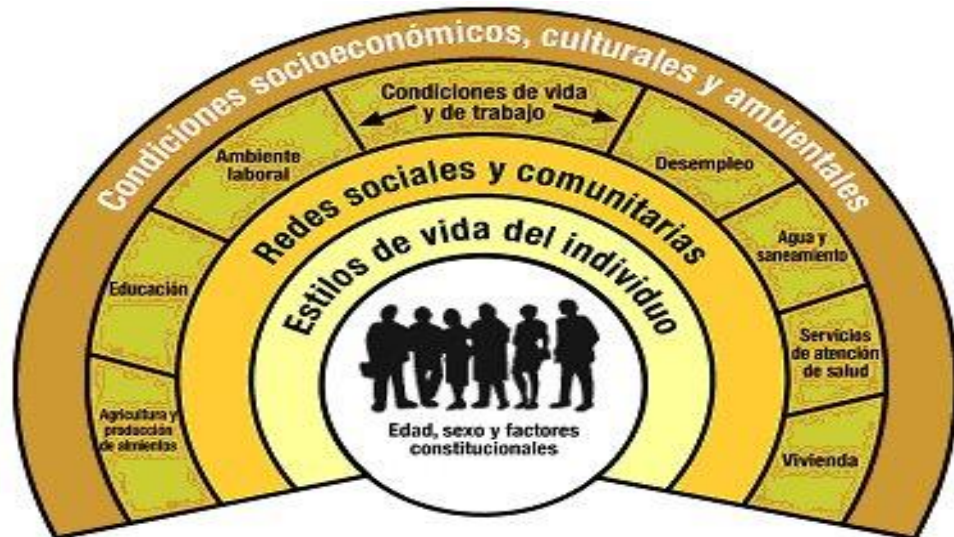 Condiciones socioeconómicos, culturales y ambientales
Condiciones de vida
y de trabajo
Ambiente
laboral
Desempleo
Redes sociales y comunitarias
Agua y
saneamiento
Estilos de vida del individuo
Educación
Servicios
de atención
de salud
Agricultura y
producción
de alimientos
Edad, sexo y factores
constitucionales
Vivienda